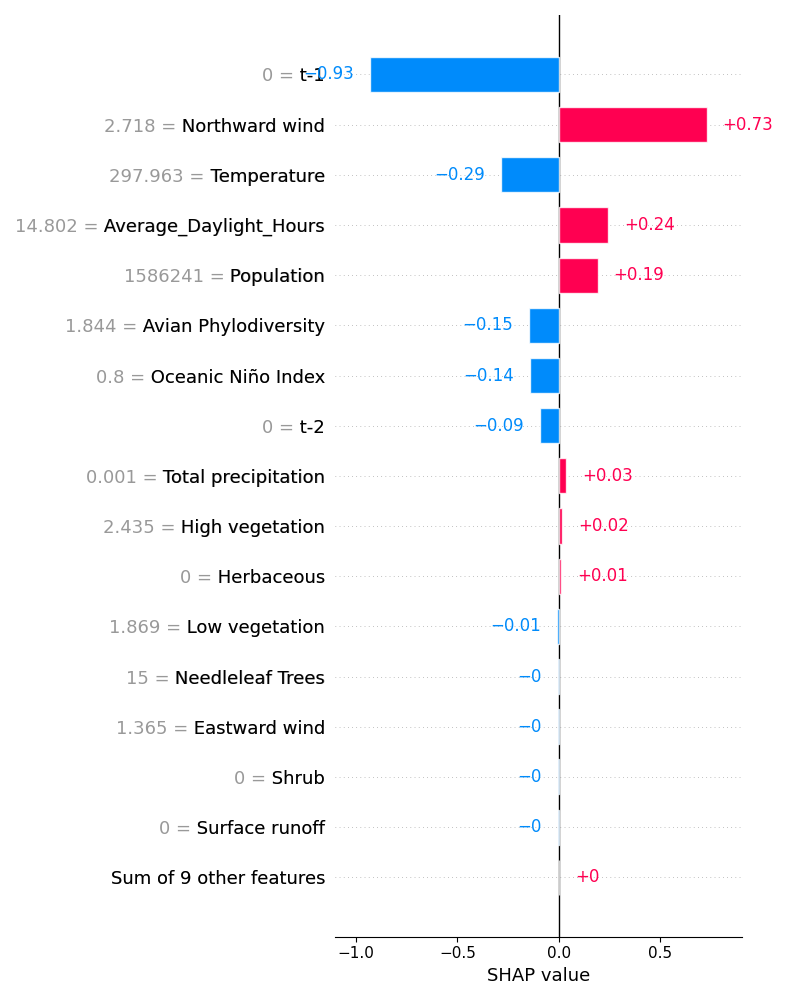 0 = t-1 −0.93
2.718 = Northward wind +0.73
297.963 = Temperature −0.29
14.802 = Average_Daylight_Hours +0.24
1586241 = Population +0.19
1.844 = Avian Phylodiversity −0.15
0.8 = Oceanic Niño Index −0.14
0 = t-2 −0.09
0.001 = Total precipitation +0.03
2.435 = High vegetation +0.02
0 = Herbaceous +0.01
1.869 = Low vegetation −0.01
15 = Needleleaf Trees −0
1.365 = Eastward wind −0
0 = Shrub −0
0 = Surface runoff −0
Sum of 9 other features +0
−1.0 −0.5 0.0 0.5
SHAP value